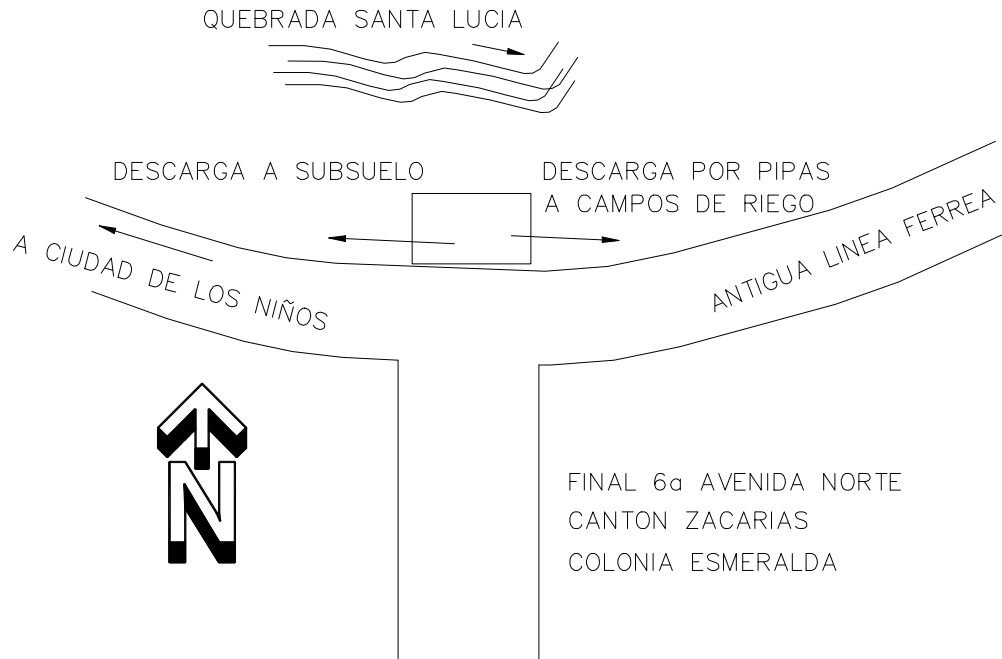 QUEBRADA SANTA LUCIA
DESCARGA A SUBSUELO
DESCARGA POR PIPAS
A CAMPOS DE RIEGO
A CIUDAD DE LOS NIÑOS
ANTIGUA LINEA FERREA
N
FINAL 6a AVENIDA NORTE
CANTON ZACARIAS
COLONIA ESMERALDA